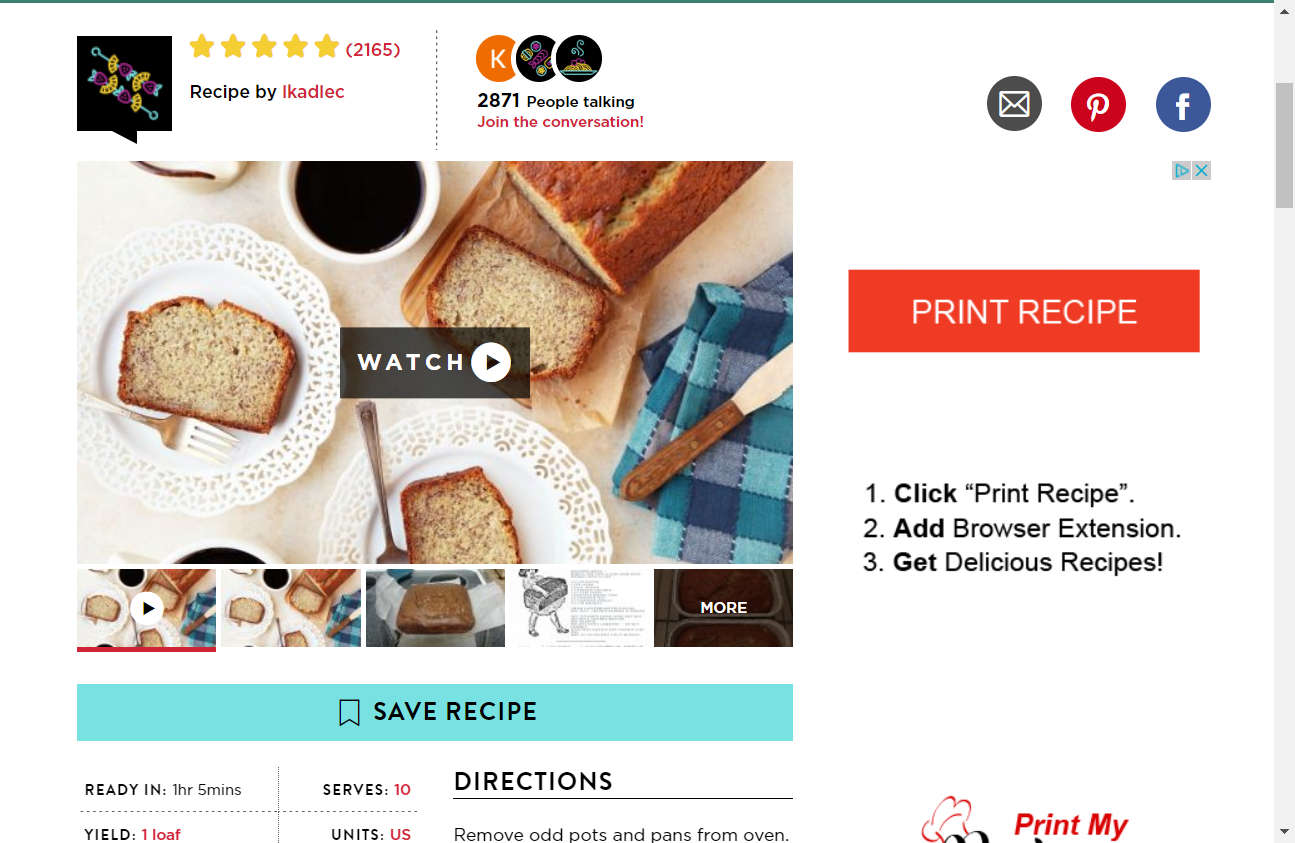 (2165)
Recipe by lkadlec
K
2871 People talking
Join the conversation!
WATCH
MORE
SAVE RECIPE
READY IN: 1hr 5mins
SERVES: 10
YIELD: 1 loaf
UNITS: US
DIRECTIONS
Remove odd pots and pans from oven.
PRINT RECIPE
1. Click “Print Recipe”.
2. Add Browser Extension.
3. Get Delicious Recipes!
Print My